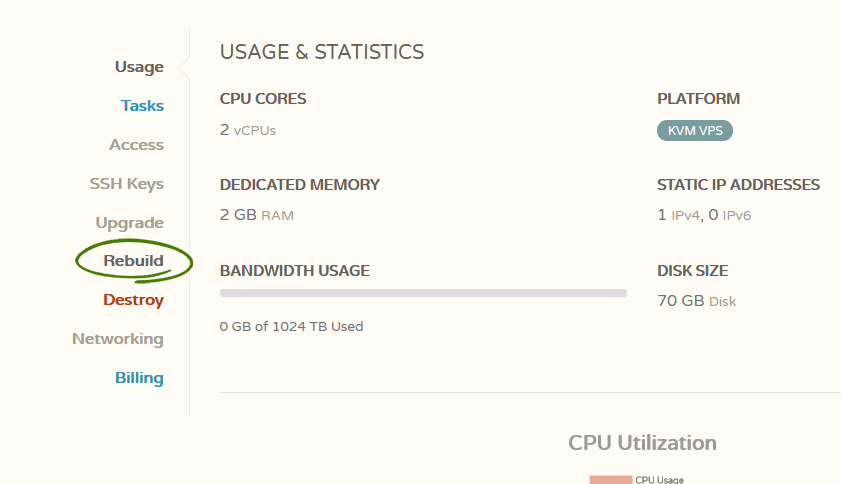 Usage
Tasks
Access
SSH Keys
Upgrade
Rebuild
Destroy
Networking
Billing
USAGE & STATISTICS
CPU CORES
2 vCPUs
PLATFORM
KVM VPS
DEDICATED MEMORY
2 GB RAM
STATIC IP ADDRESSES
1 IPv4, 0 IPv6
BANDWIDTH USAGE
0 GB of 1024 TB Used
DISK SIZE
70 GB Disk
CPU Utilization
CPU Usage